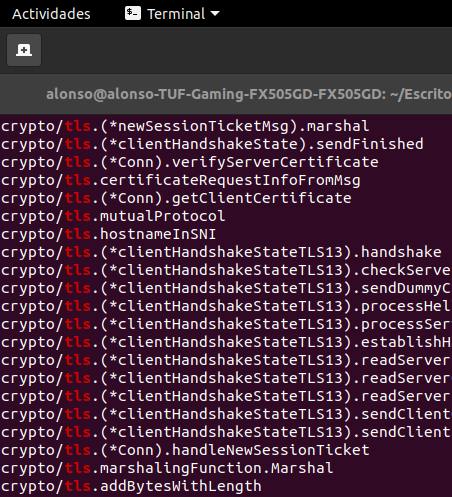 Actividades
Terminal
alonso@alonso-TUF-Gaming-FX505GD-FX505GD: ~/Escrito
crypto/tls.(*newSessionTicketMsg).marshal
crypto/tls.(*clientHandshakeState).sendFinished
crypto/tls.(*Conn).verifyServerCertificate
crypto/tls.certificateRequestInfoFromMsg
crypto/tls.(*Conn).getClientCertificate
crypto/tls.mutualProtocol
crypto/tls.hostnameInSNI
crypto/tls.(*clientHandshakeStateTLS13).handshake
crypto/tls.(*clientHandshakeStateTLS13).checkServe
crypto/tls.(*clientHandshakeStateTLS13).sendDummyC
crypto/tls.(*clientHandshakeStateTLS13).processHel
crypto/tls.(*clientHandshakeStateTLS13).processSer
crypto/tls.(*clientHandshakeStateTLS13).establishH
crypto/tls.(*clientHandshakeStateTLS13).readServer
crypto/tls.(*clientHandshakeStateTLS13).readServer
crypto/tls.(*clientHandshakeStateTLS13).readServer
crypto/tls.(*clientHandshakeStateTLS13).sendClient
crypto/tls.(*clientHandshakeStateTLS13).sendClient
crypto/tls.(*Conn).handleNewSessionTicket
crypto/tls.marshalingFunction.Marshal
crypto/tls.addBytesWithLength